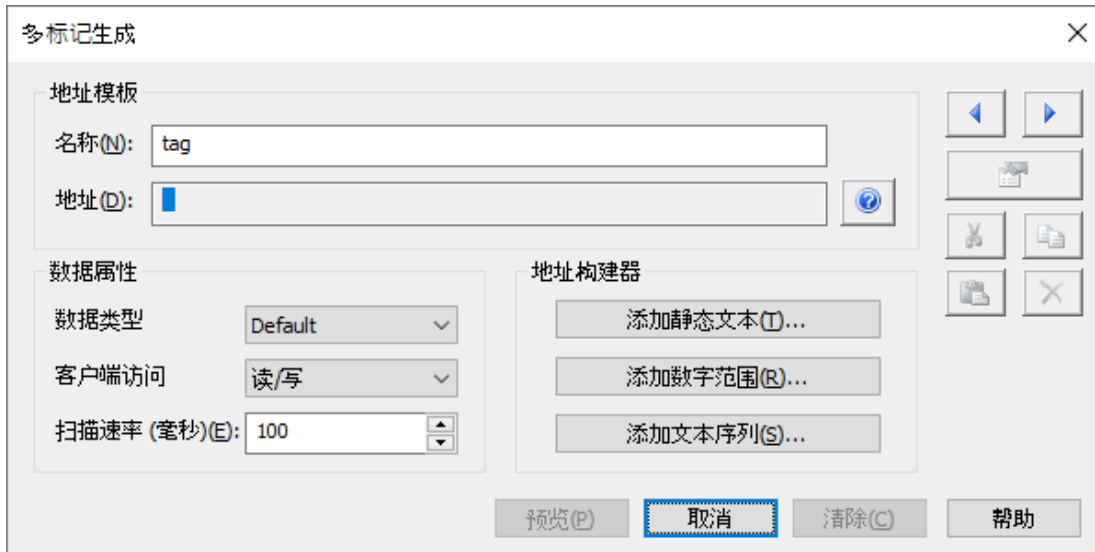 多标记生成
地址模板
名称(N): tag
地址(D):
数据属性
数据类型 Default
客户端访问 读/写
扫描速率 (毫秒)(E): 100
地址构建器
添加静态文本(T)...
添加数字范围(R)...
添加文本序列(S)...
预览(P) 取消 清除(C) 帮助